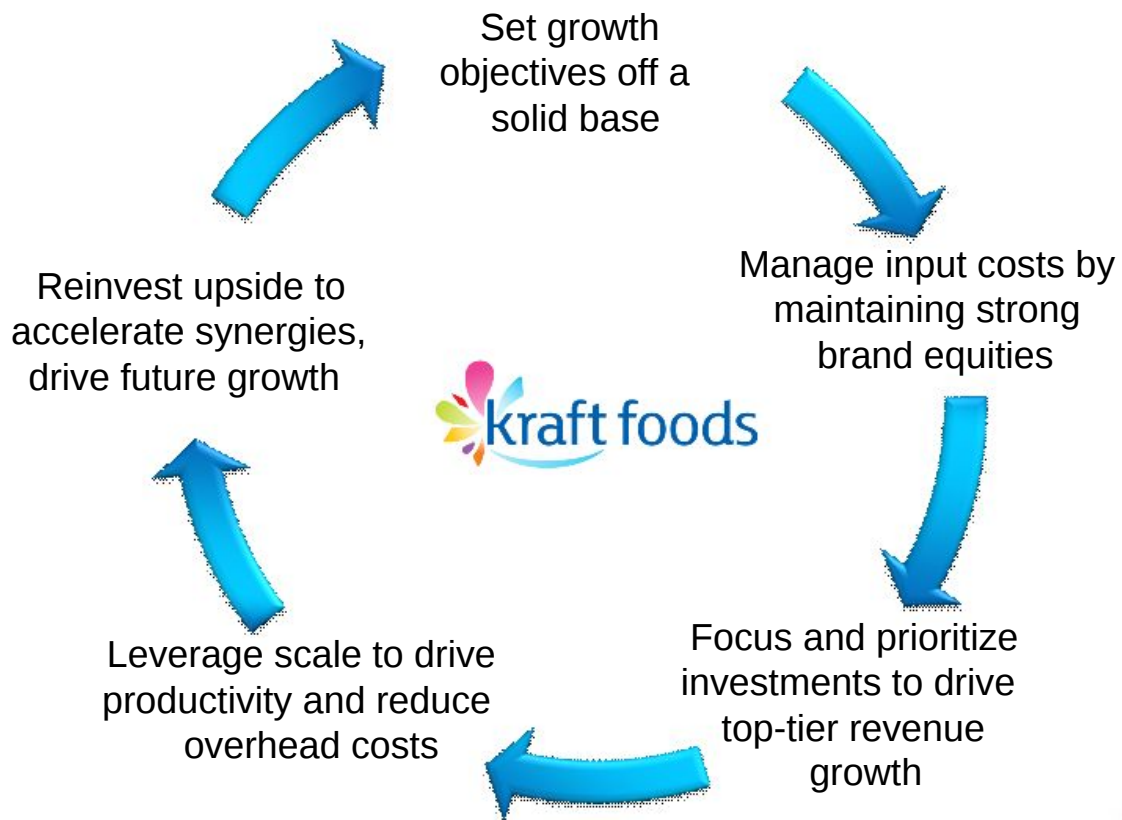 Set growth
objectives off a
solid base
Manage input costs by
maintaining strong
brand equities
Focus and prioritize
investments to drive
top-tier revenue
growth
Leverage scale to drive
productivity and reduce
overhead costs
Reinvest upside to
accelerate synergies,
drive future growth
kraft foods